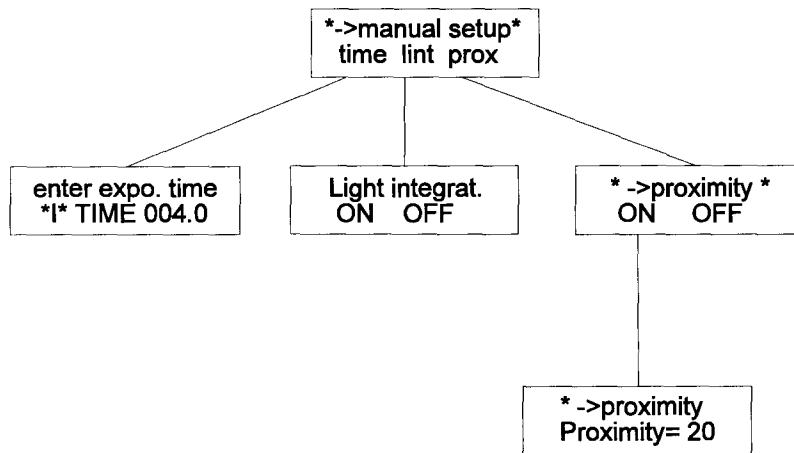 *->manual setup*
time lint prox
enter expo. time
*I* TIME 004.0
Light integrat.
ON OFF
* ->proximity *
ON OFF
* ->proximity
Proximity= 20